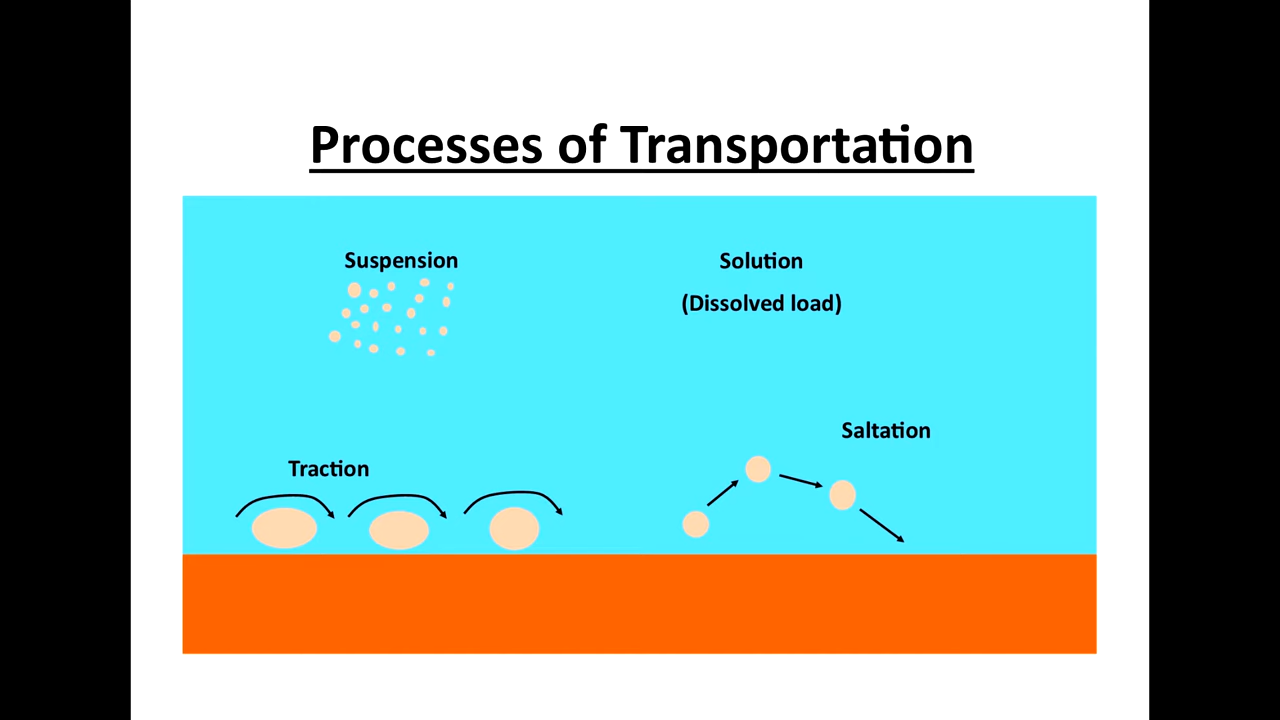 Processes of Transportation
Suspension
Solution
(Dissolved load)
Saltation
Traction